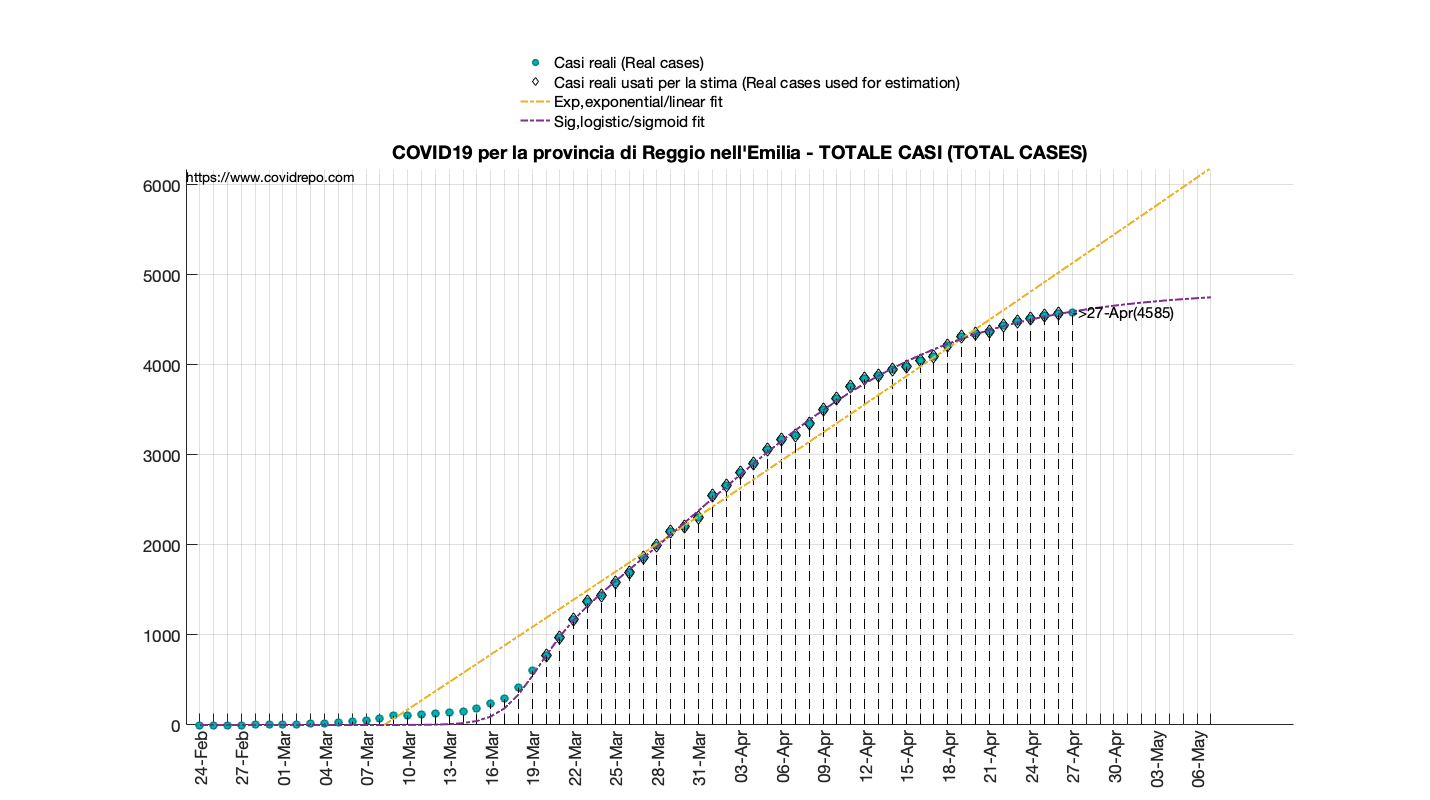 Casi reali (Real cases)
Casi reali usati per la stima (Real cases used for estimation)
Exp,exponential/linear fit
Sig,logistic/sigmoid fit
COVID19 per la provincia di Reggio nell'Emilia - TOTALE CASI (TOTAL CASES)
https://www.covidrepo.com
6000
5000
>27-Apr(4585)
4000
3000
2000
1000
0
24-Feb
27-Feb
01-Mar
04-Mar
07-Mar
10-Mar
13-Mar
16-Mar
19-Mar
22-Mar
25-Mar
28-Mar
31-Mar
03-Apr
06-Apr
09-Apr
12-Apr
15-Apr
18-Apr
21-Apr
24-Apr
27-Apr
30-Apr
03-May
06-May